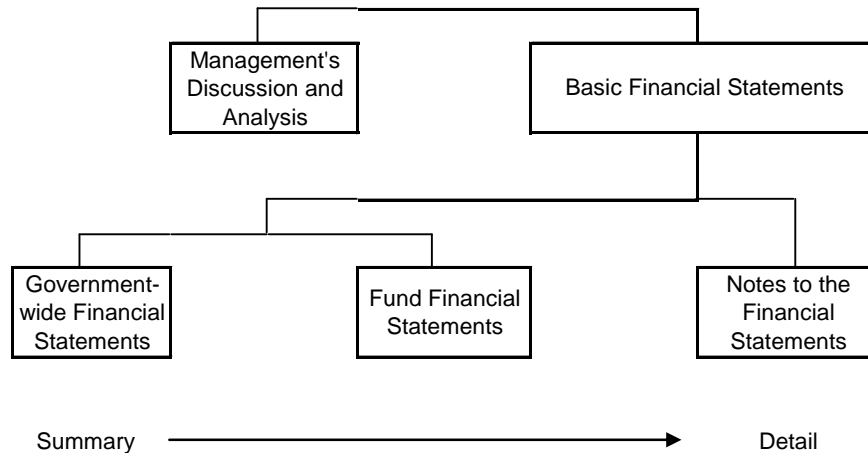 Management's
Discussion and
Analysis
Basic Financial Statements
Government-
wide Financial
Statements
Fund Financial
Statements
Notes to the
Financial
Statements
Summary
Detail